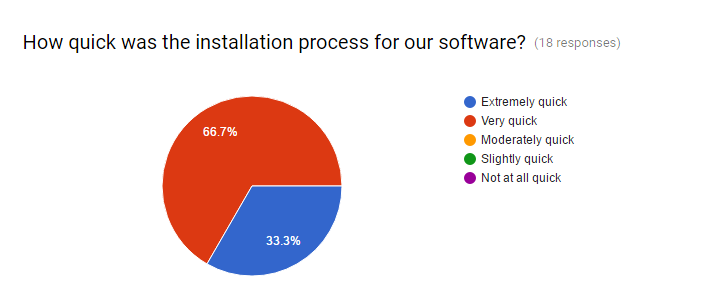 How quick was the installation process for our software? (18 responses)
Extremely quick
66.7%
Very quick
Moderately quick
Slightly quick
Not at all quick
33.3%